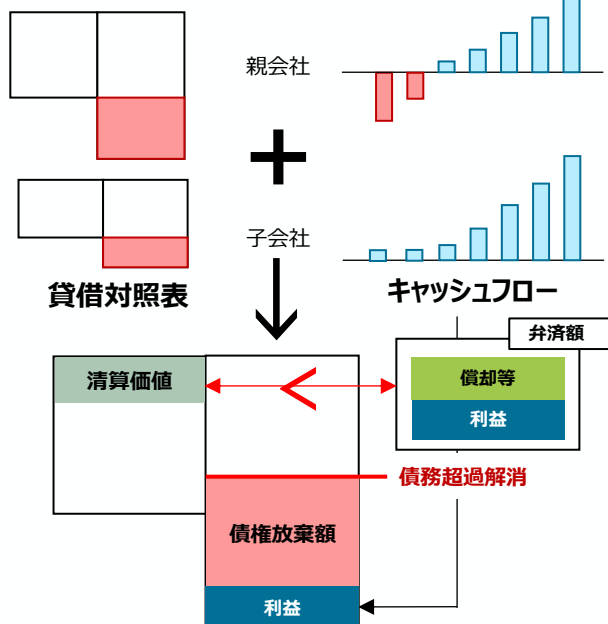 親会社
子会社
貸借対照表
キャッシュフロー
弁済額
清算価値
償却等
利益
債務超過解消
債権放棄額
利益